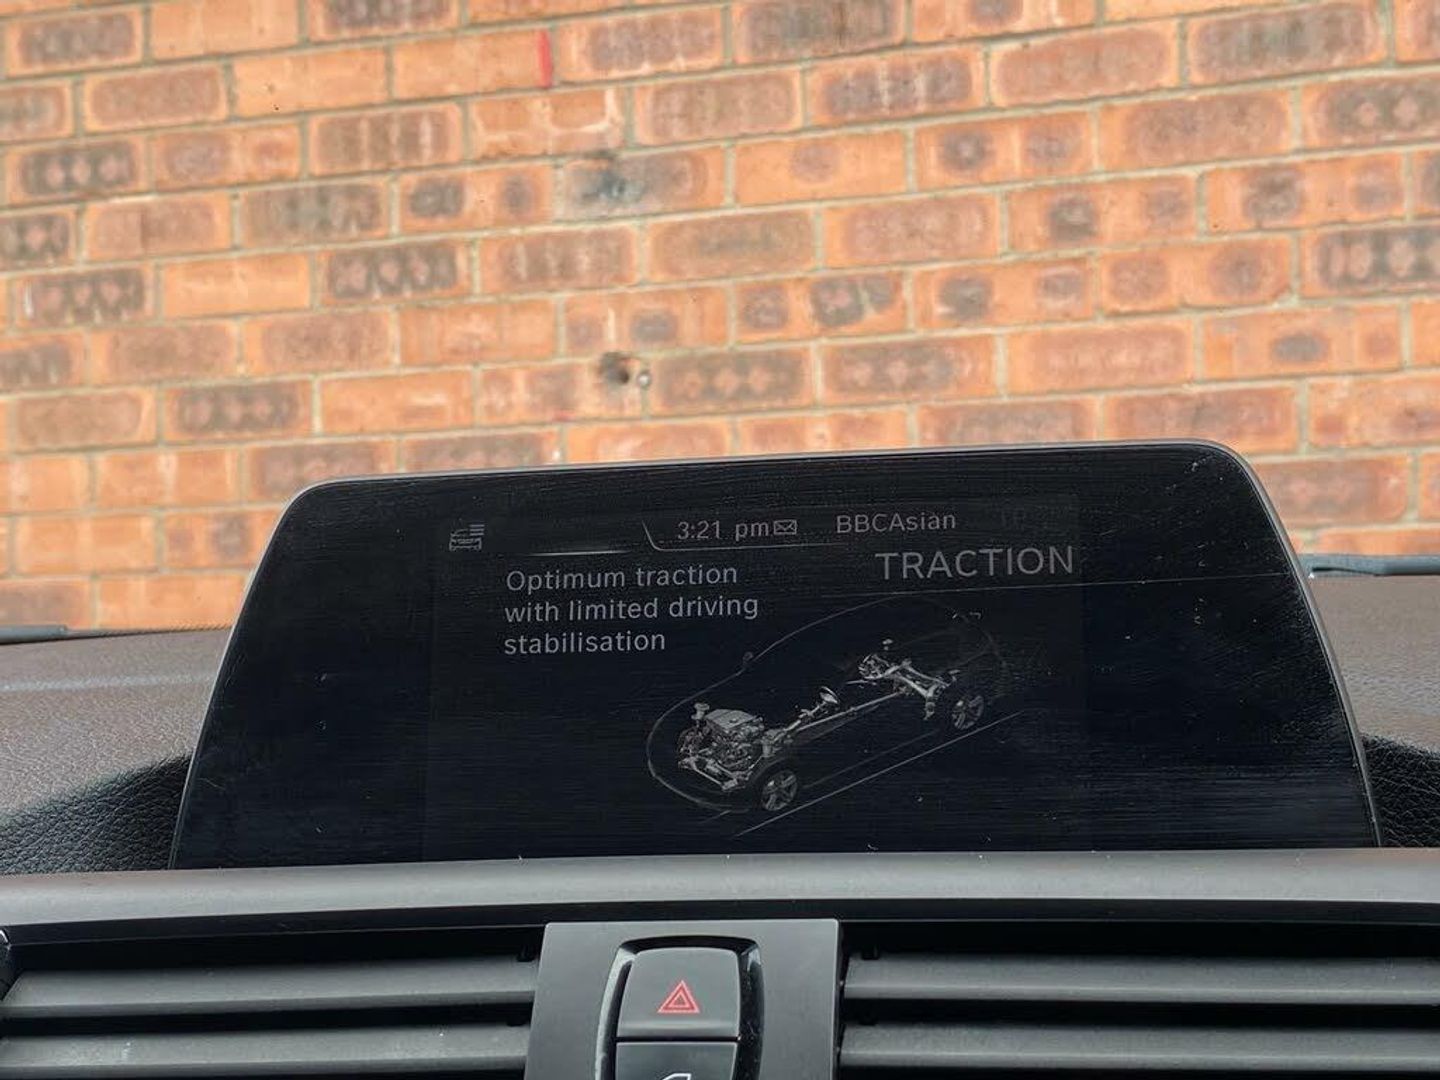 3:21 pm BBCAsian
TRACTION
Optimum traction
with limited driving
stabilisation